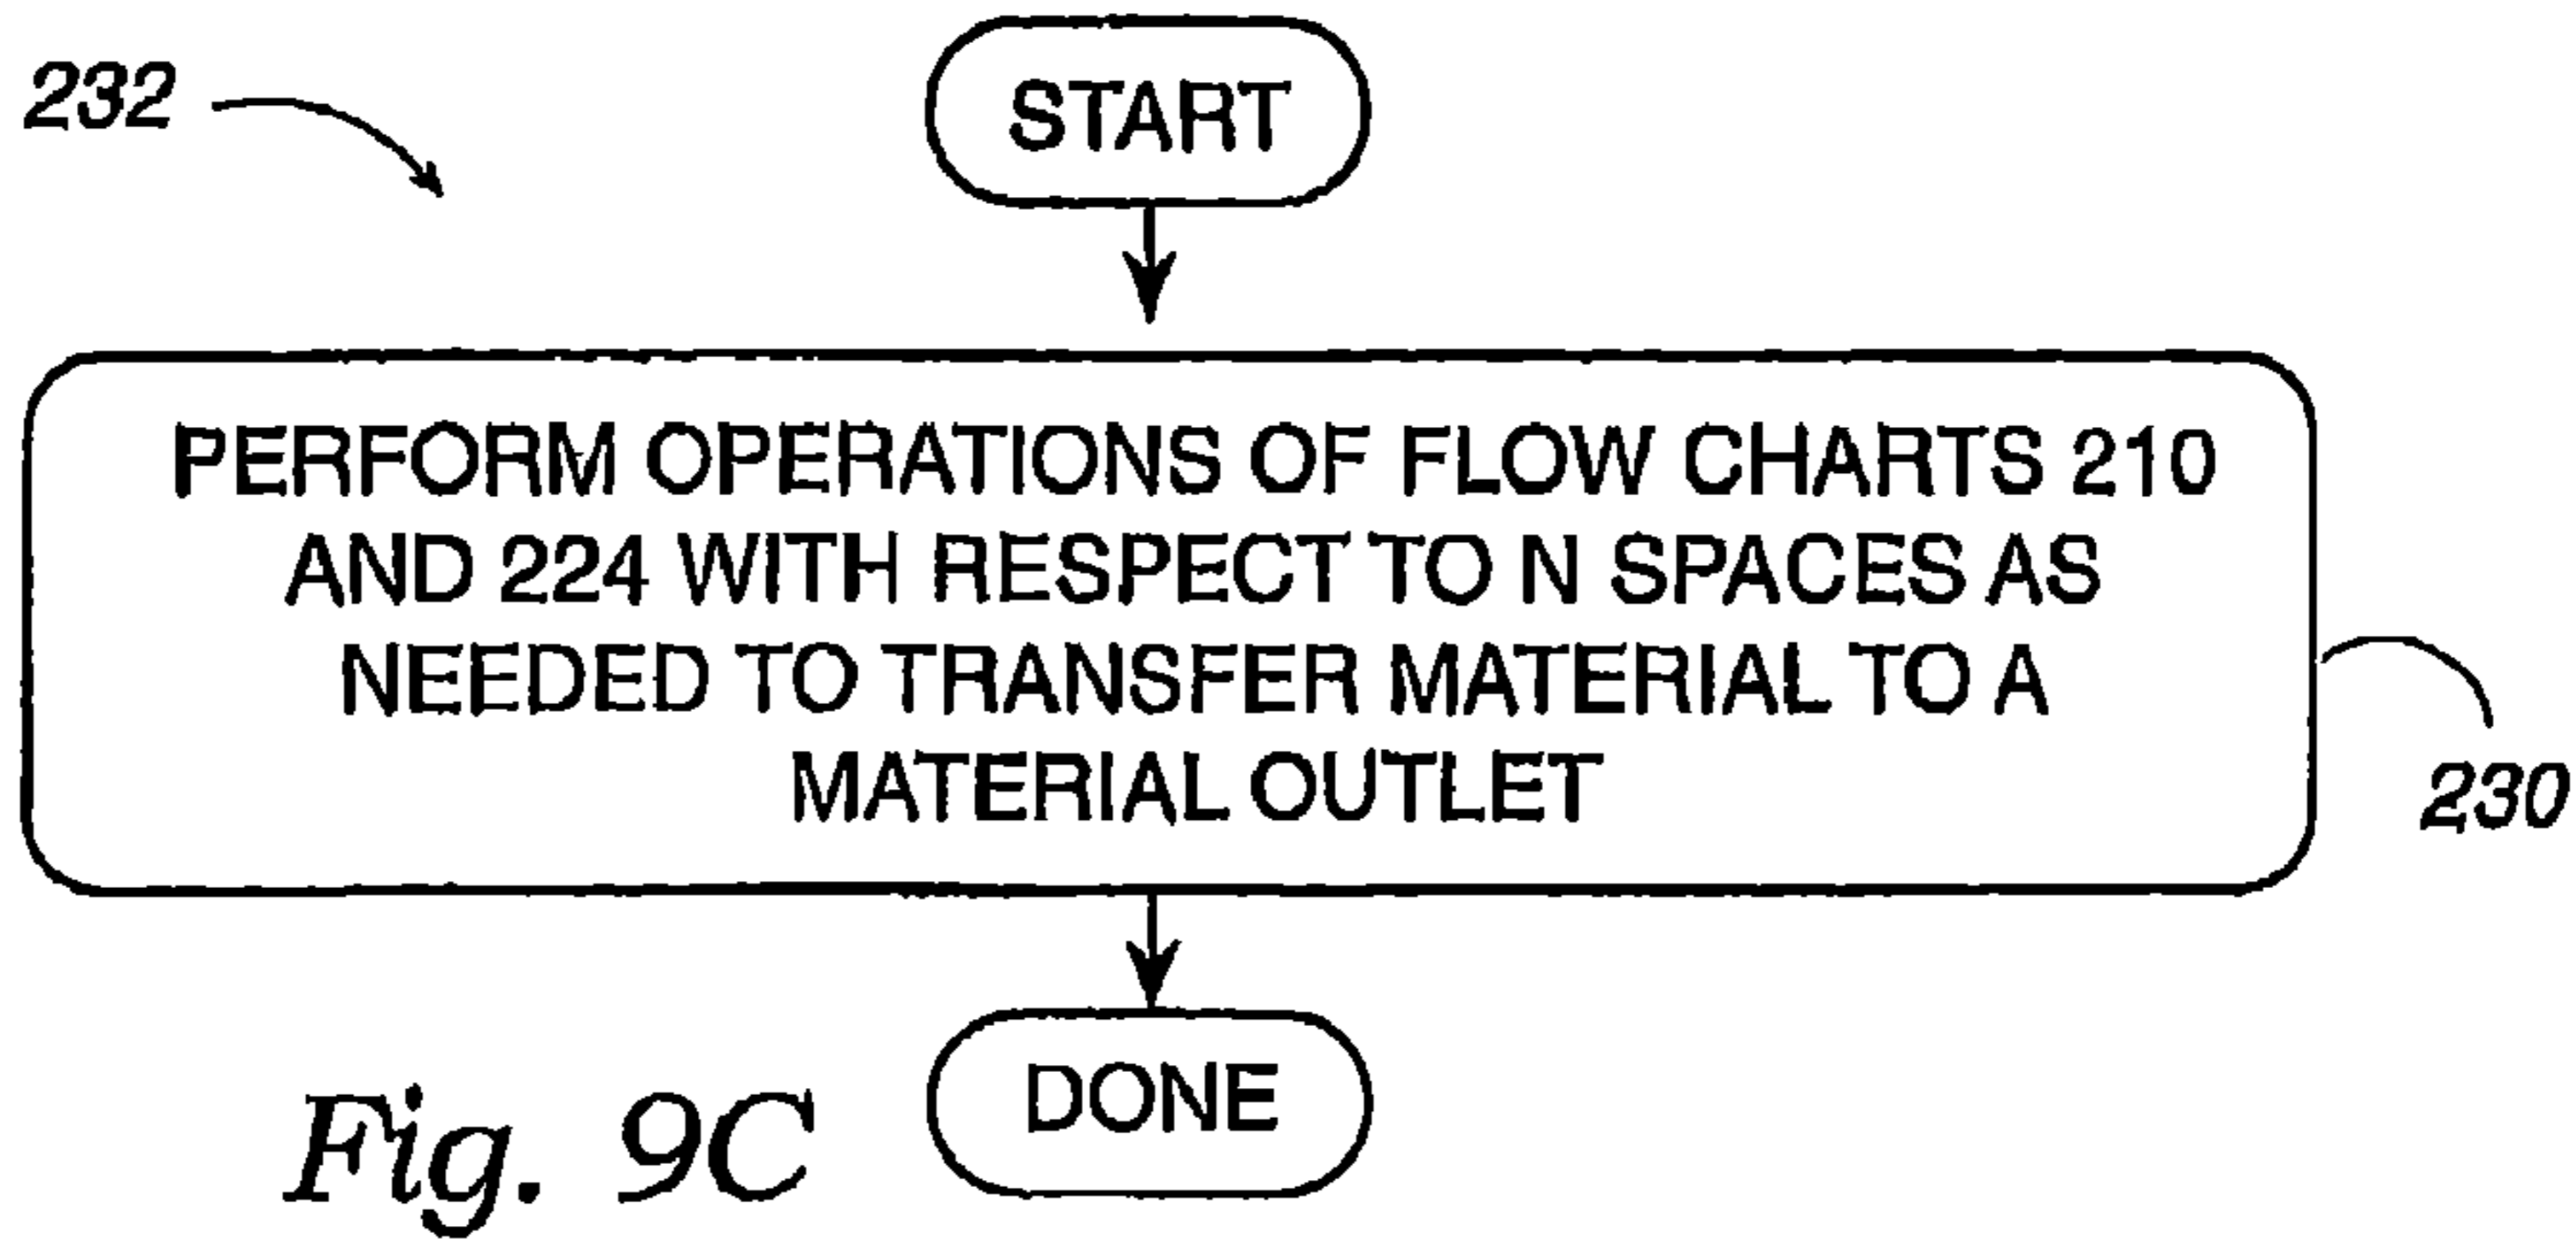 232
START
PERFORM OPERATIONS OF FLOW CHARTS 210
AND 224 WITH RESPECT TO N SPACES AS
NEEDED TO TRANSFER MATERIAL TO A
MATERIAL OUTLET
230
DONE
Fig. 9C